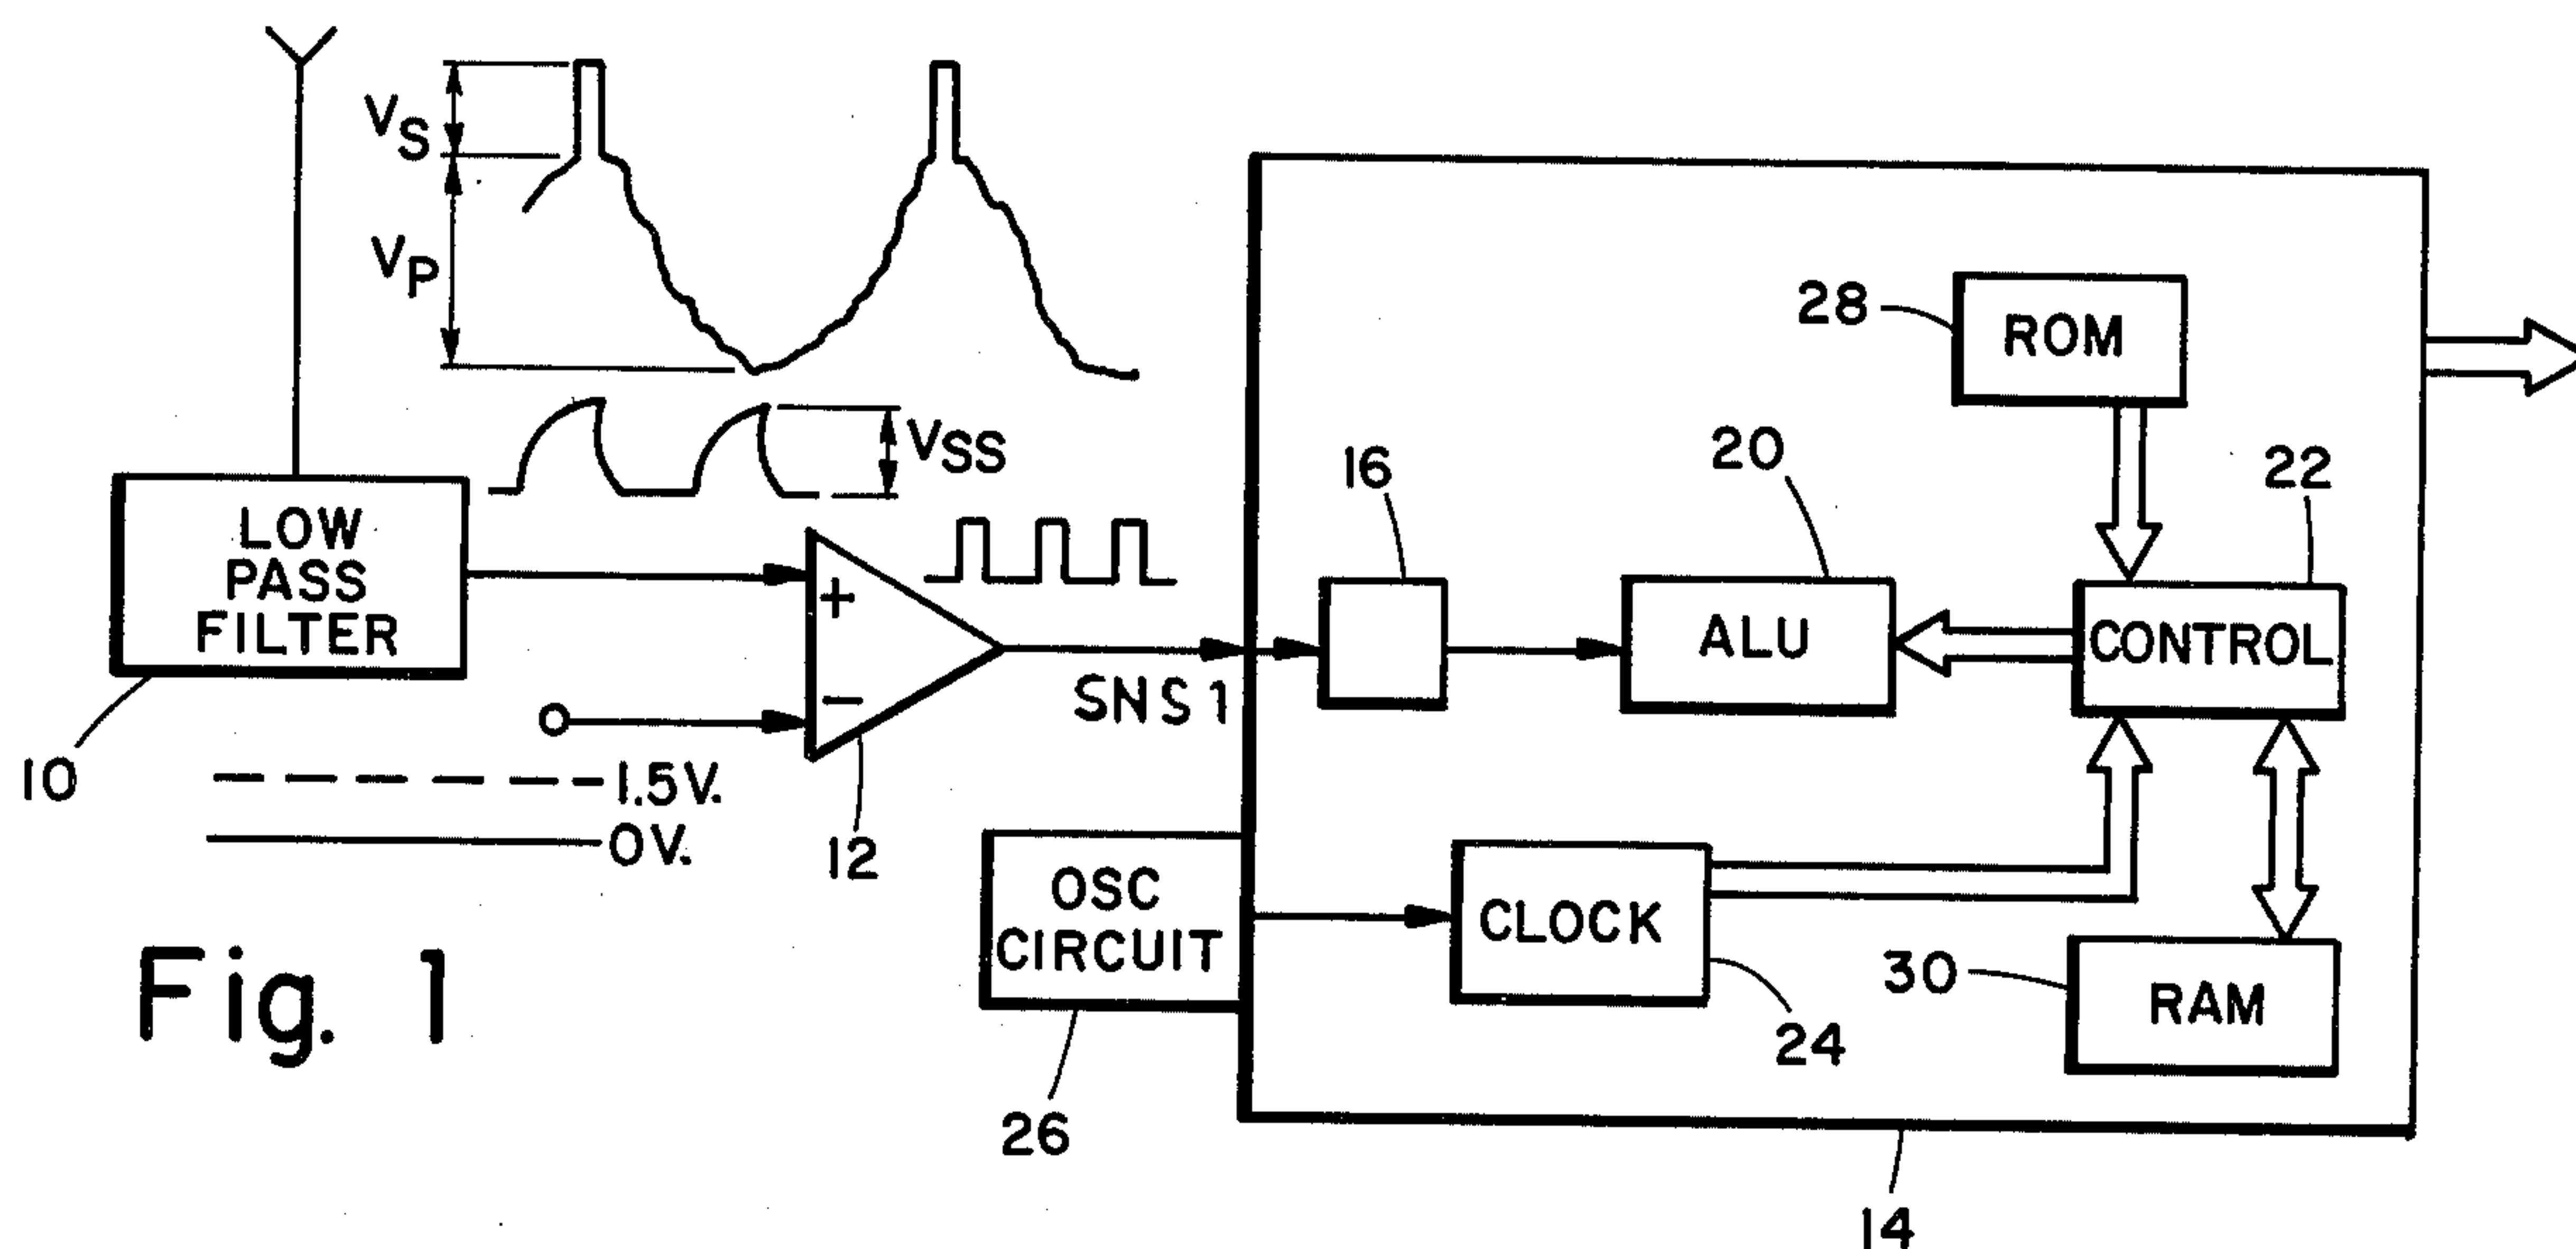 VS
VP
VSS
28
ROM
20
16
22
LOW
PASS
FILTER
+
ALU
CONTROL
−
SNS 1
10
1.5V.
0V.
12
OSC
CIRCUIT
CLOCK
30
RAM
Fig. 1
24
26
14